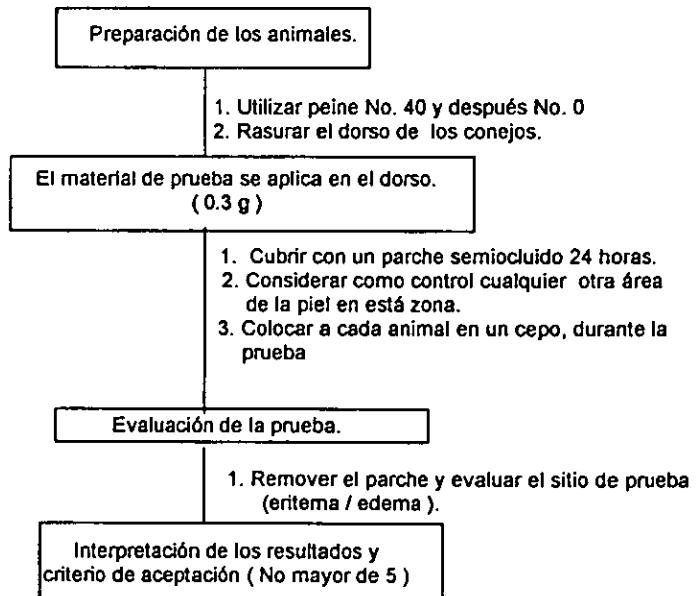 Preparación de los animales.
1. Utilizar peine No. 40 y después No. 0
2. Rasurar el dorso de los conejos.
El material de prueba se aplica en el dorso.
( 0.3 g )
1. Cubrir con un parche semiocluido 24 horas.
2. Considerar como control cualquier otra área
de la piel en está zona.
3. Colocar a cada animal en un cepo, durante la
prueba
Evaluación de la prueba.
1. Remover el parche y evaluar el sitio de prueba
(eritema / edema ).
Interpretación de los resultados y
criterio de aceptación ( No mayor de 5 )